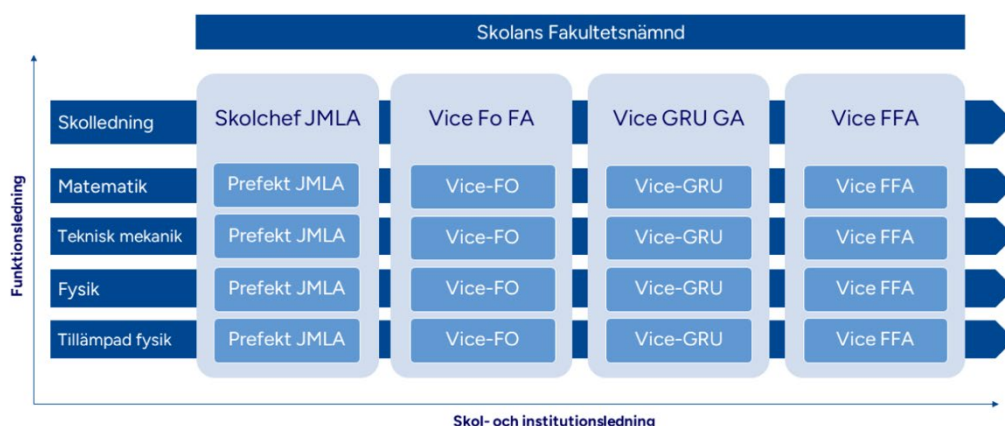 Skolans Fakultetsnämnd
Skolledning
Skolchef JMLA
Vice Fo FA
Vice GRU GA
Vice FFA
Matematik
Prefekt JMLA
Vice-FO
Vice-GRU
Vice FFA
Teknisk mekanik
Prefekt JMLA
Vice-FO
Vice-GRU
Vice FFA
Fysik
Prefekt JMLA
Vice-FO
Vice-GRU
Vice FFA
Tillämpad fysik
Prefekt JMLA
Vice-FO
Vice-GRU
Vice FFA
Funktionsledning
Skol- och institutionsledning